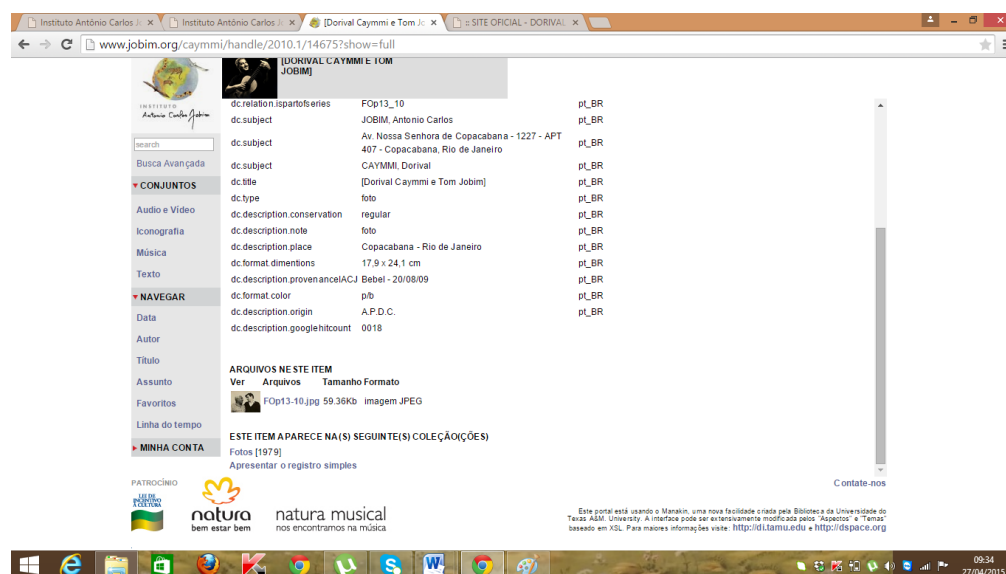 Instituto Antônio Carlos J
Instituto Antônio Carlos J
[Dorival Caymmi e Tom Jo
:: SITE OFICIAL - DORIVAL
www.jobim.org/caymmi/handle/2010.1/14675?show=full
INSTITUTO
Antonio Carlos Jobim
[DORIVAL CAYMMI E TOM
JOBIM]
search
Busca Avançada
CONJUNTOS
Audio e Vídeo
Iconografia
Música
Texto
NAVEGAR
Data
Autor
Título
Assunto
Favoritos
Linha do tempo
MINHA CONTA
dc.relation.ispartofseries FOp13_10 pt_BR
dc.subject JOBIM, Antonio Carlos pt_BR
dc.subject Av. Nossa Senhora de Copacabana - 1227 - APT
407 - Copacabana, Rio de Janeiro pt_BR
dc.subject CAYMMI, Dorival pt_BR
dc.title [Dorival Caymmi e Tom Jobim] pt_BR
dc.type foto pt_BR
dc.description.conservation regular pt_BR
dc.description.note foto pt_BR
dc.description.place Copacabana - Rio de Janeiro pt_BR
dc.format.dimentions 17,9 x 24,1 cm pt_BR
dc.description.provenanceIACJ Bebel - 20/08/09 pt_BR
dc.format.color p/b pt_BR
dc.description.origin A.P.D.C. pt_BR
dc.description.googlehitcount 0018
ARQUIVOS NESTE ITEM
Ver Arquivos Tamanho Formato
FOp13-10.jpg 59.36Kb imagem JPEG
ESTE ITEM APARECE NA(S) SEGUINTE(S) COLEÇÃO(ÇÕES)
Fotos [1979]
Apresentar o registro simples
PATROCÍNIO
LEI DE
INCENTIVO
À CULTURA
natura
bem estar bem
natura musical
nos encontramos na música
Contate-nos
Este portal está usando o Manakin, uma nova facilidade criada pela Biblioteca da Universidade do
Texas A&M. University. A interface pode ser extensivamente modificada pelos "Aspectos" e "Temas"
baseado em XSL. Para maiores informações visite: http://di.tamu.edu e http://dspace.org
09:34
27/04/2015